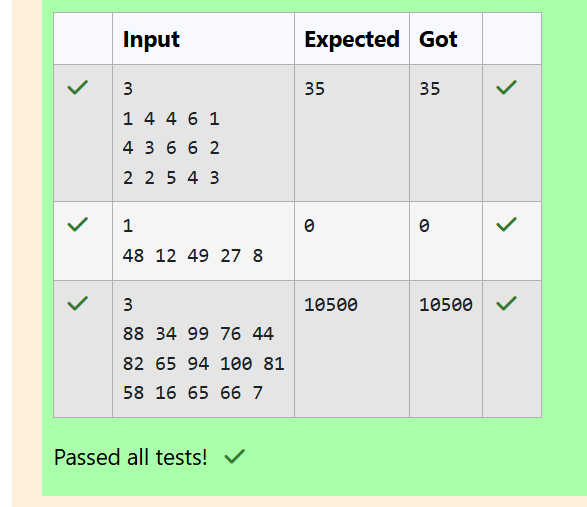 Input Expected Got
3 35 35
1 4 4 6 1
4 3 6 6 2
2 2 5 4 3
1 0 0
48 12 49 27 8
3 10500 10500
88 34 99 76 44
82 65 94 100 81
58 16 65 66 7
Passed all tests!